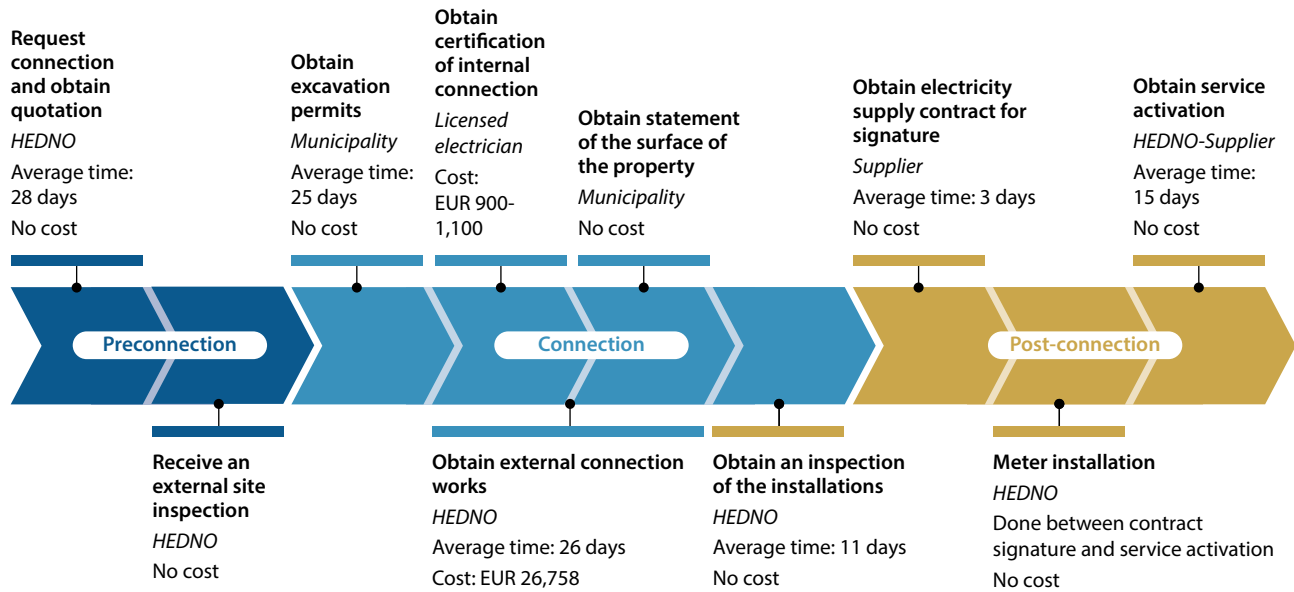 Request
connection
and obtain
quotation
HEDNO
Average time:
28 days
No cost
Obtain
excavation
permits
Municipality
Average time:
25 days
No cost
Obtain
certification
of internal
connection
Licensed
electrician
Cost:
EUR 900-
1,100
Obtain statement
of the surface of
the property
Municipality
No cost
Obtain electricity
supply contract for
signature
Supplier
Average time: 3 days
No cost
Obtain service
activation
HEDNO-Supplier
Average time:
15 days
No cost
Preconnection
Connection
Post-connection
Receive an
external site
inspection
HEDNO
No cost
Obtain external connection
works
HEDNO
Average time: 26 days
Cost: EUR 26,758
Obtain an inspection
of the installations
HEDNO
Average time: 11 days
No cost
Meter installation
HEDNO
Done between contract
signature and service activation
No cost